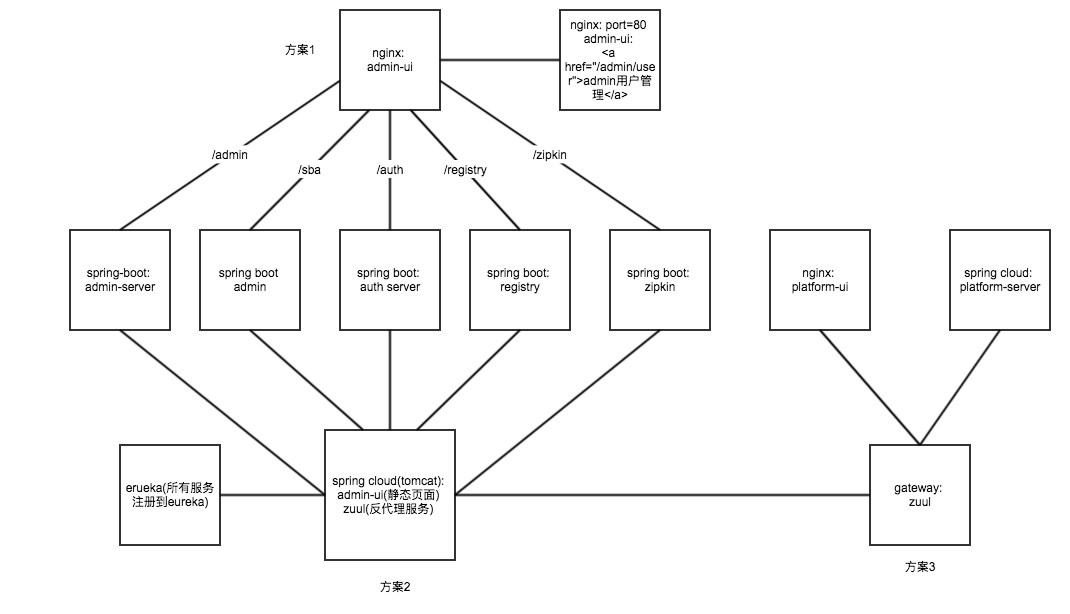 方案1
nginx:
admin-ui
nginx: port=80
admin-ui:
<a
href="/admin/use
r">admin用户管
理</a>
/admin
/sba
/auth
/registry
/zipkin
spring-boot:
admin-server
spring boot
admin
spring boot:
auth server
spring boot:
registry
spring boot:
zipkin
nginx:
platform-ui
spring cloud:
platform-server
erueka(所有服务
注册到eureka)
spring cloud(tomcat):
admin-ui(静态页面)
zuul(反代理服务)
gateway:
zuul
方案2
方案3